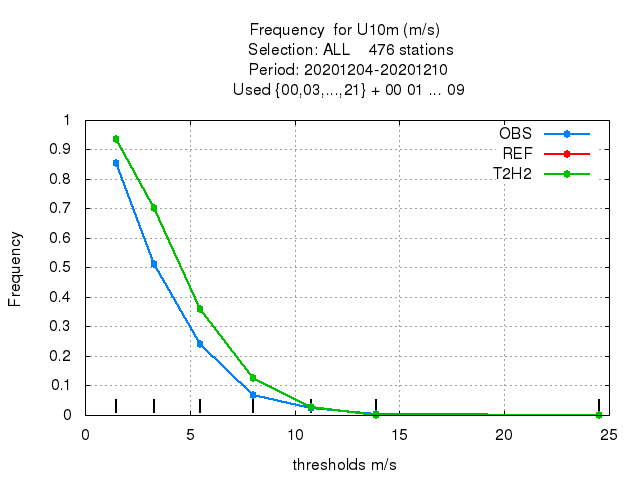 Frequency  for U10m (m/s)
Selection: ALL    476 stations
Period: 20201204-20201210
Used {00,03,...,21} + 00 01 ... 09
OBS
REF
T2H2
1
0.9
0.8
0.7
0.6
0.5
0.4
0.3
0.2
0.1
0
Frequency
0 5 10 15 20 25
thresholds m/s